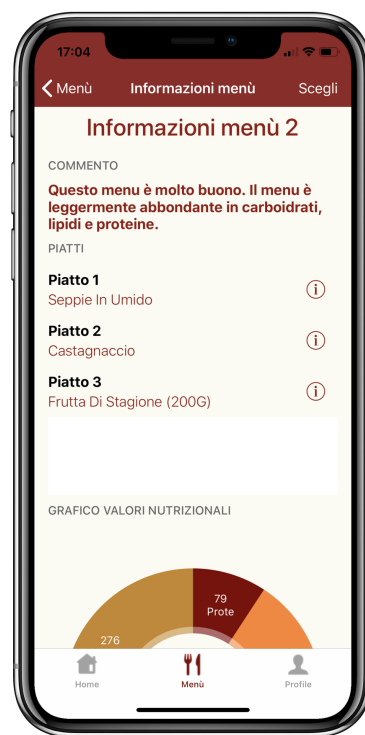 17:04
Menù Informazioni menù Scegli
Informazioni menù 2
COMMENTO
Questo menu è molto buono. Il menu è
leggermente abbondante in carboidrati,
lipidi e proteine.
PIATTI
Piatto 1
Seppie In Umido
Piatto 2
Castagnaccio
Piatto 3
Frutta Di Stagione (200G)
GRAFICO VALORI NUTRIZIONALI
79
Prote
276
Home Menù Profile